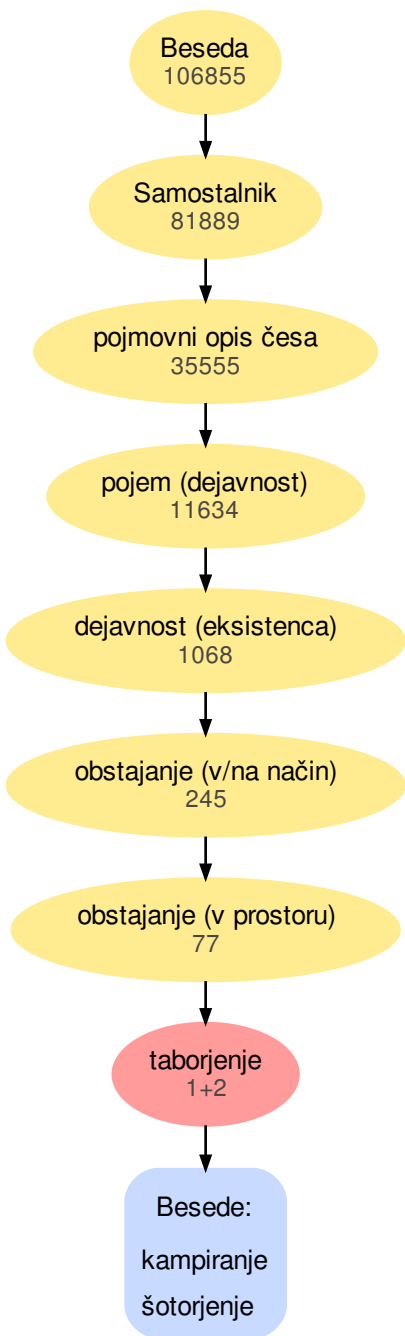 Beseda
106855
Samostalnik
81889
pojmovni opis česa
35555
pojem (dejavnost)
11634
dejavnost (eksistenca)
1068
obstajanje (v/na način)
245
obstajanje (v prostoru)
77
taborjenje
1+2
Besede:
kampiranje
šotorjenje